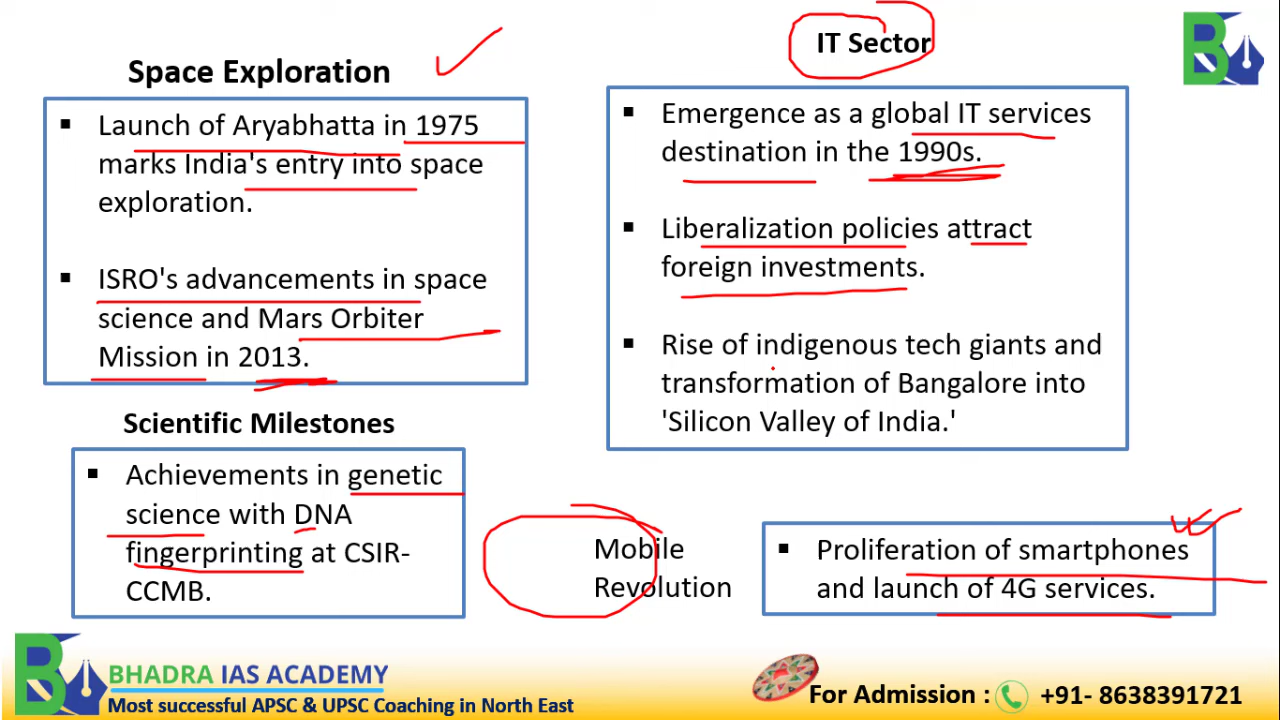 Space Exploration
▪ Launch of Aryabhatta in 1975
marks India's entry into space
exploration.
▪ ISRO's advancements in space
science and Mars Orbiter
Mission in 2013.
Scientific Milestones
▪ Achievements in genetic
science with DNA
fingerprinting at CSIR-
CCMB.
IT Sector
▪ Emergence as a global IT services
destination in the 1990s.
▪ Liberalization policies attract
foreign investments.
▪ Rise of indigenous tech giants and
transformation of Bangalore into
'Silicon Valley of India.'
Mobile
Revolution
▪ Proliferation of smartphones
and launch of 4G services.
BHADRA IAS ACADEMY
Most successful APSC & UPSC Coaching in North East
For Admission : +91- 8638391721